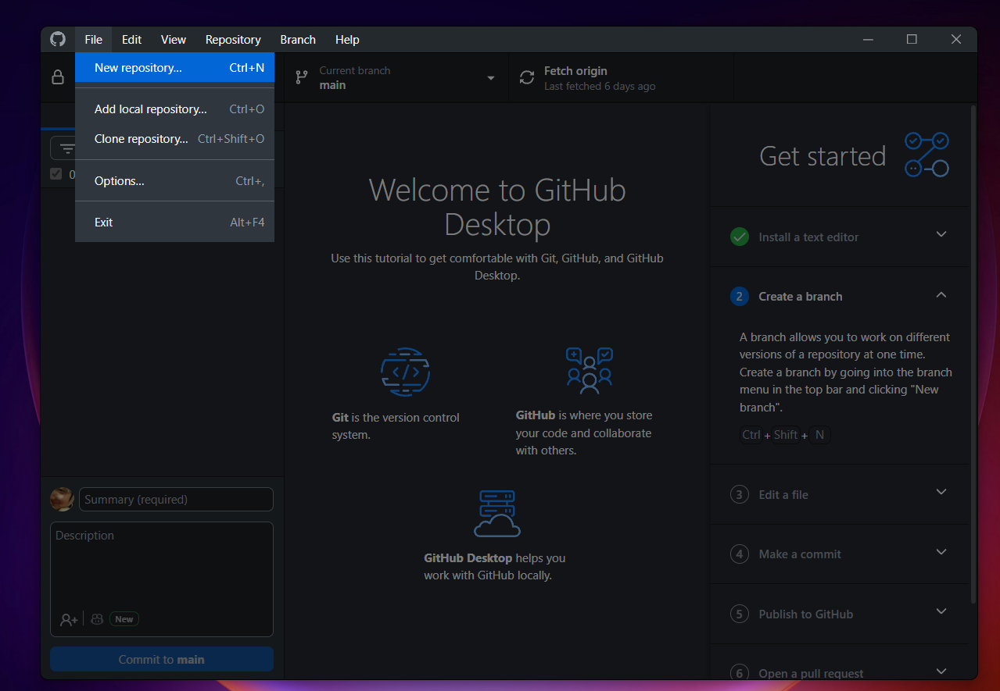 File Edit View Repository Branch Help
New repository... Ctrl+N
Add local repository... Ctrl+O
Clone repository... Ctrl+Shift+O
Options... Ctrl+,
Exit Alt+F4
Current branch
main
Fetch origin
Last fetched 6 days ago
0
Summary (required)
Description
New
Commit to main
Welcome to GitHub
Desktop
Use this tutorial to get comfortable with Git, GitHub, and GitHub
Desktop.
Git is the version control
system.
GitHub is where you store
your code and collaborate
with others.
GitHub Desktop helps you
work with GitHub locally.
Get started
Install a text editor
2 Create a branch
A branch allows you to work on different
versions of a repository at one time.
Create a branch by going into the branch
menu in the top bar and clicking "New
branch".
Ctrl + Shift + N
3 Edit a file
4 Make a commit
5 Publish to GitHub
6 Open a pull request